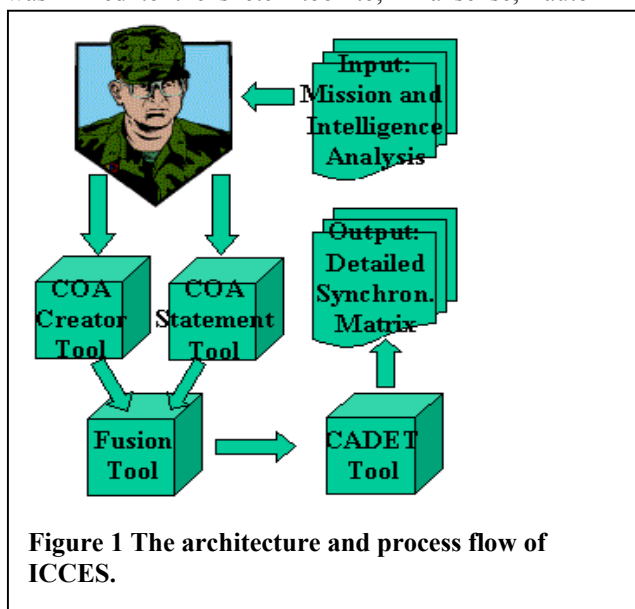 Input:
Mission and
Intelligence
Analysis
COA
Creator
Tool
COA
Statement
Tool
Output:
Detailed
Synchron.
Matrix
Fusion
Tool
CADET
Tool
Figure 1 The architecture and process flow of
ICCES.